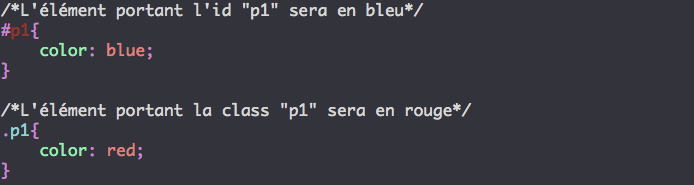 /*L'élément portant l'id "p1" sera en bleu*/
#p1{
    color: blue;
}
/*L'élément portant la class "p1" sera en rouge*/
.p1{
    color: red;
}